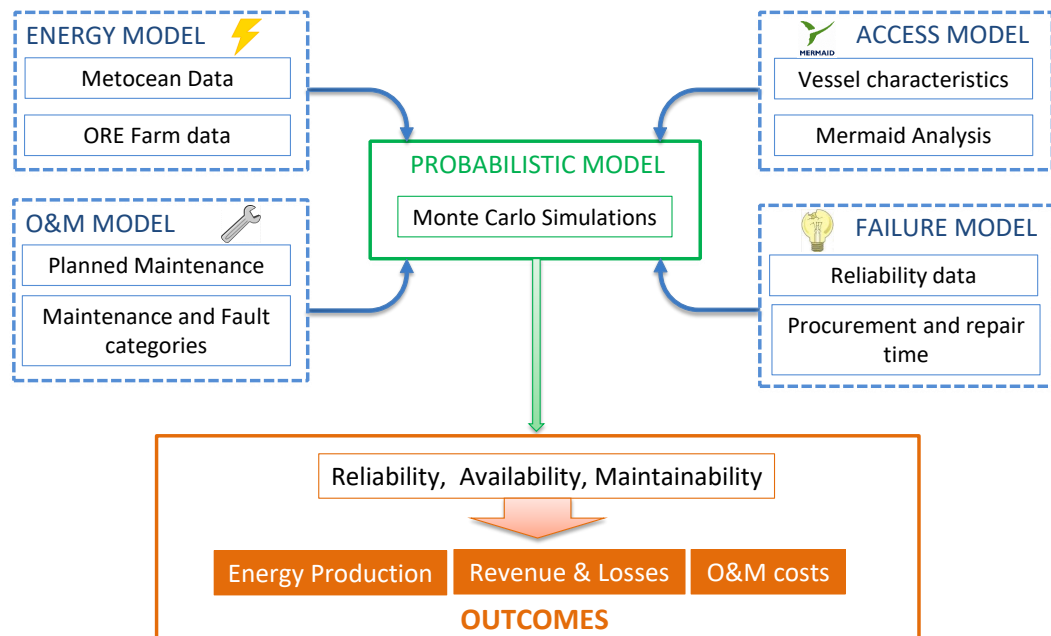 ENERGY MODEL
Metocean Data
ORE Farm data
MERMAID
ACCESS MODEL
Vessel characteristics
Mermaid Analysis
PROBABILISTIC MODEL
Monte Carlo Simulations
O&M MODEL
Planned Maintenance
Maintenance and Fault
categories
FAILURE MODEL
Reliability data
Procurement and repair
time
Reliability, Availability, Maintainability
Energy Production
Revenue & Losses
O&M costs
OUTCOMES